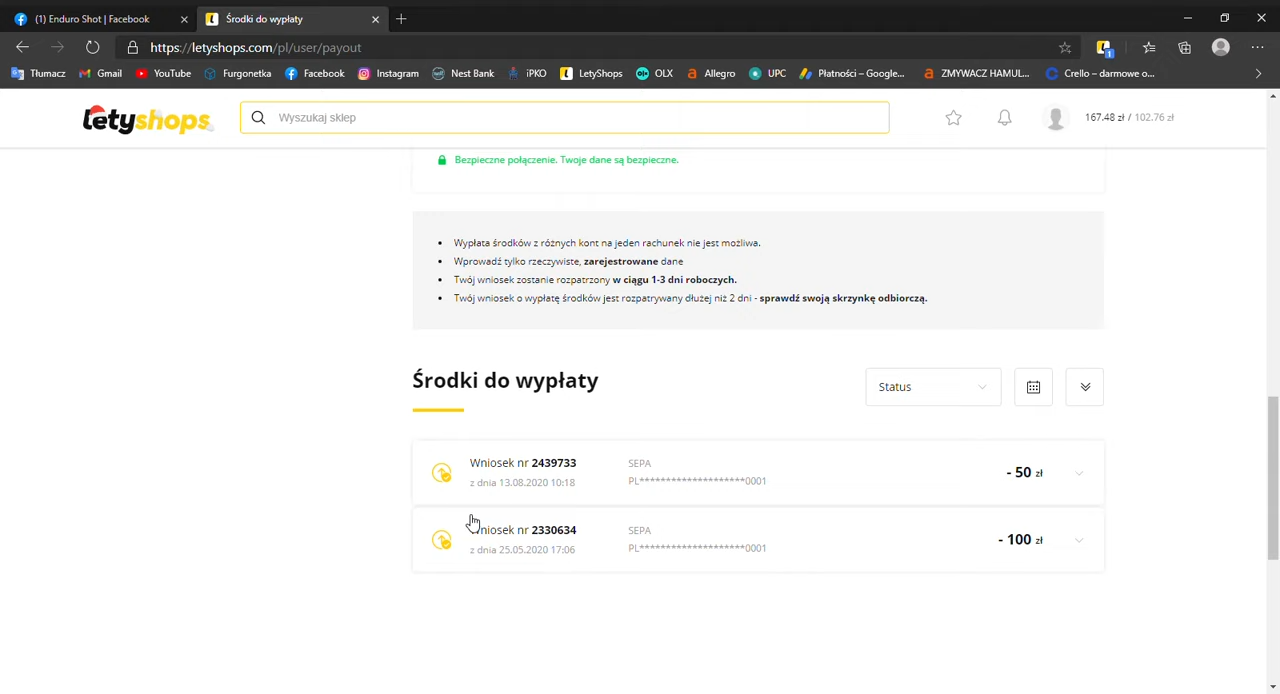 (1) Enduro Shot | Facebook
Środki do wypłaty
https://letyshops.com/pl/user/payout
1
Tłumacz
Gmail
YouTube
Furgonetka
Facebook
Instagram
Nest Bank
iPKO
LetyShops
OLX
Allegro
UPC
Płatności – Google...
ZMYWACZ HAMUL...
Crello – darmowe o...
letyshops
Wyszukaj sklep
167.48 zł / 102.76 zł
Bezpieczne połączenie. Twoje dane są bezpieczne.
• Wypłata środków z różnych kont na jeden rachunek nie jest możliwa.
• Wprowadź tylko rzeczywiste, zarejestrowane dane
• Twój wniosek zostanie rozpatrzony w ciągu 1-3 dni roboczych.
• Twój wniosek o wypłatę środków jest rozpatrywany dłużej niż 2 dni - sprawdź swoją skrzynkę odbiorczą.
Środki do wypłaty
Status
Wniosek nr 2439733
z dnia 13.08.2020 10:18
SEPA
PL*********************0001
- 50 zł
Wniosek nr 2330634
z dnia 25.05.2020 17:06
SEPA
PL*********************0001
- 100 zł